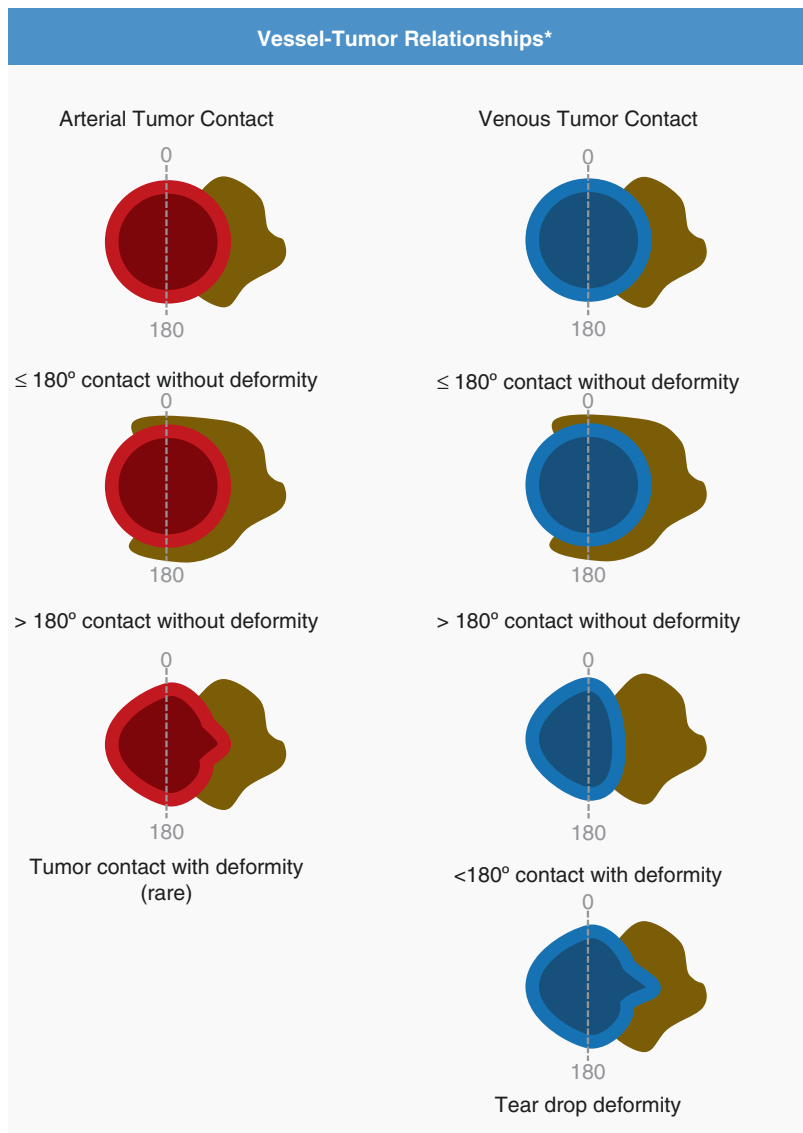 Vessel-Tumor Relationships*
Arterial Tumor Contact
0
180
≤ 180º contact without deformity
0
180
> 180º contact without deformity
0
180
Tumor contact with deformity
(rare)
Venous Tumor Contact
0
180
≤ 180º contact without deformity
0
180
> 180º contact without deformity
0
180
<180º contact with deformity
0
180
Tear drop deformity